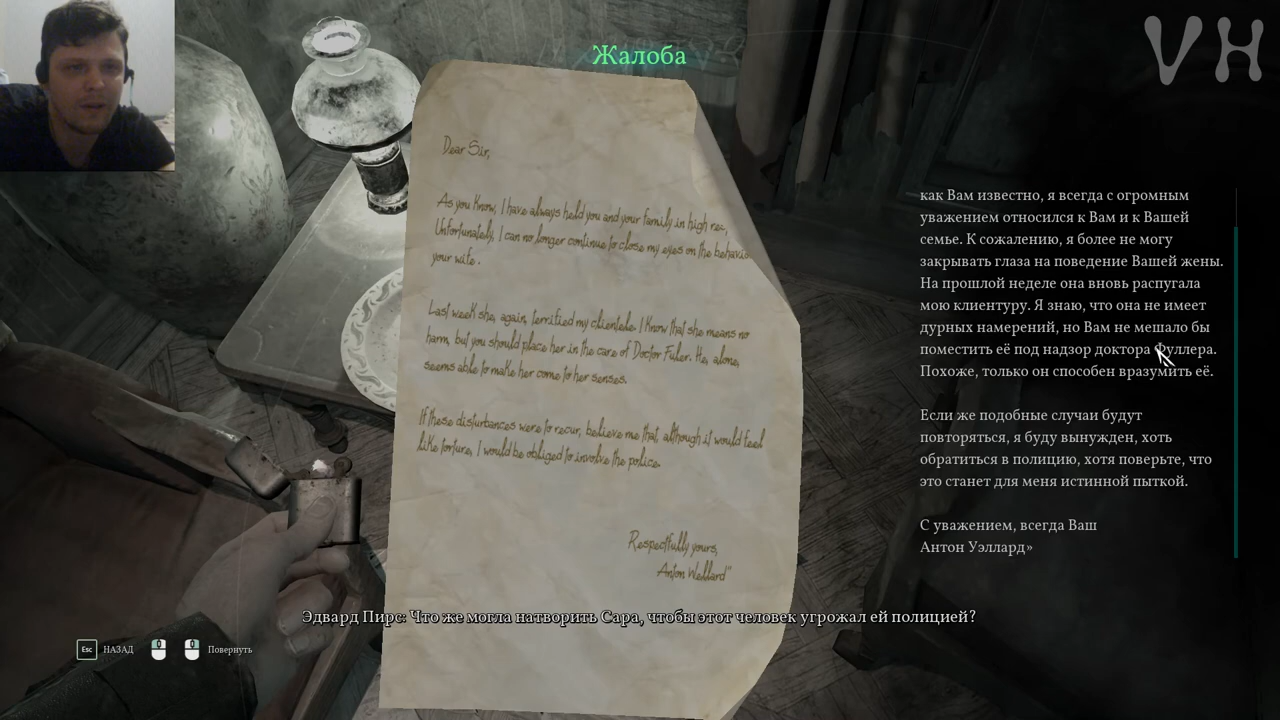 VH
Жалоба
Dear Sir,
As you know, I have always held you and your family in high
Unfortunately, I can no longer continue to close my eyes on the
your wife.
Last week she, again, terrified my clientele. I know that she means no
harm, but you should place her in the care of Doctor Fuller. He, alone,
seems able to make her come to her senses.
If these disturbances were to recur, believe me that, although it would feel
like torture, I would be obliged to involve the police.
Respectfully yours,
Anton Wellard"
как Вам известно, я всегда с огромным
уважением относился к Вам и к Вашей
семье. К сожалению, я более не могу
закрывать глаза на поведение Вашей жены.
На прошлой неделе она вновь распугала
мою клиентуру. Я знаю, что она не имеет
дурных намерений, но Вам не мешало бы
поместить её под надзор доктора Фуллера.
Похоже, только он способен вразумить её.
Если же подобные случаи будут
повторяться, я буду вынужден, хоть
обратиться в полицию, хотя поверьте, что
это станет для меня истинной пыткой.
С уважением, всегда Ваш
Антон Уэллард»
Эдвард Пирс: Что же могла натворить Сара, чтобы этот человек угрожал ей полицией?
Esc НАЗАД Повернуть